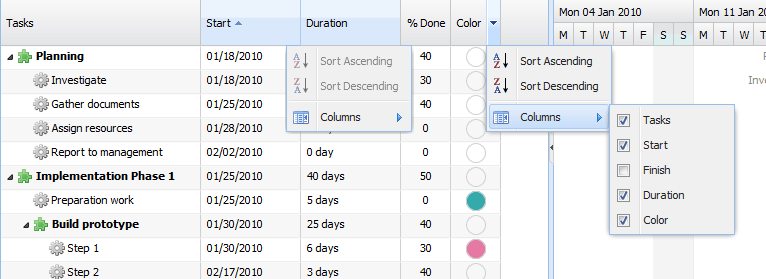 Tasks Start Duration % Done Color Mon 04 Jan 2010 Mon 11 Jan 2010
M T W T F S S M T W
Planning 01/18/2010 40
Sort Ascending Sort Ascending
Investigate 01/18/2010 30
Sort Descending Sort Descending
Gather documents 01/25/2010 40
Columns Columns Tasks
Assign resources 01/28/2010 0
Start
Report to management 02/02/2010 0 day 0
Finish
Implementation Phase 1 01/25/2010 40 days 50
Duration
Preparation work 01/25/2010 5 days 0
Color
Build prototype 01/30/2010 25 days 40
Step 1 01/30/2010 6 days 30
Step 2 02/17/2010 3 days 40